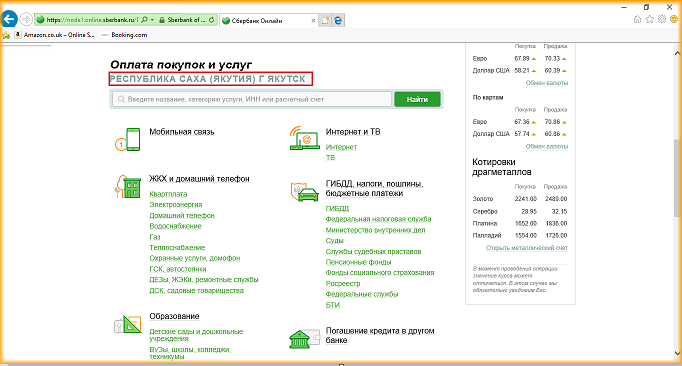 https://node1.online.sberbank.ru/P
Sberbank of ...
Сбербанк Онлайн
Amazon.co.uk – Online S...
Booking.com
Оплата покупок и услуг
РЕСПУБЛИКА САХА (ЯКУТИЯ) Г ЯКУТСК
Введите название, категорию услуги, ИНН или расчетный счет
Найти
Мобильная связь
Интернет и ТВ
Интернет
ТВ
ЖКХ и домашний телефон
Квартплата
Электроэнергия
Домашний телефон
Водоснабжение
Газ
Теплоснабжение
Охранные услуги, домофон
ГСК, автостоянки
ДЕЗы, ЖЭКи, ремонтные службы
ДСК, садовые товарищества
ГИБДД, налоги, пошлины,
бюджетные платежи
ГИБДД
Федеральная налоговая служба
Министерство внутренних дел
Суды
Службы судебных приставов
Пенсионные фонды
Фонды социального страхования
Росреестр
Федеральные службы
БТИ
Образование
Детские сады и дошкольные
учреждения
ВУЗы, школы, колледжи,
техникумы
Погашение кредита в другом
банке
Покупка Продажа
Евро 67.89 70.33
Доллар США 58.21 60.39
Обмен валюты
По картам
Покупка Продажа
Евро 67.36 70.86
Доллар США 57.74 60.86
Обмен валюты
Котировки
драгметаллов
Покупка Продажа
Золото 2241.00 2489.00
Серебро 28.95 32.15
Платина 1652.00 1836.00
Палладий 1554.00 1726.00
Открыть металлический счет
В момент проведения операции
значение курса может
отличаться. В этом случае мы
обязательно уведомим Вас.